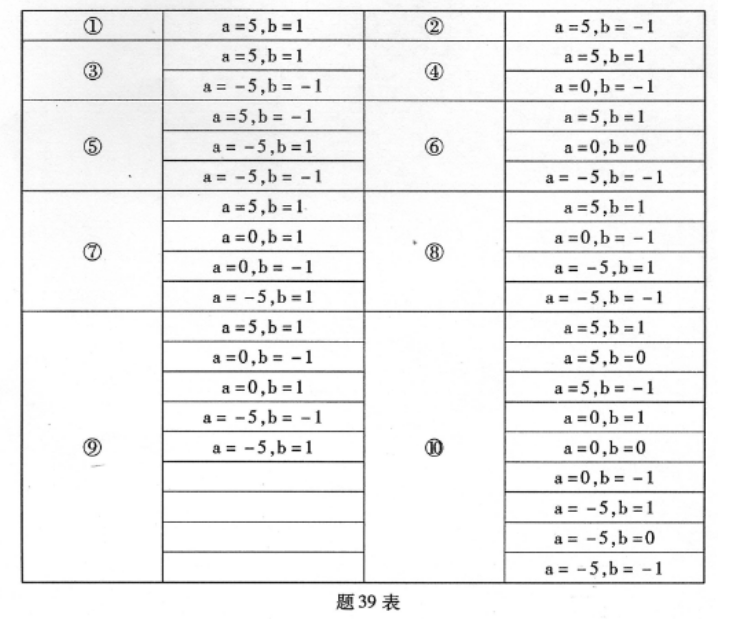 ① a=5,b=1 ② a=5,b= -1
③ a=5,b=1 ④ a=5,b=1
a= -5,b= -1 a=0,b= -1
⑤ a=5,b= -1 ⑥ a=5,b=1
a= -5,b=1 a=0,b=0
a= -5,b= -1 a= -5,b= -1
⑦ a=5,b=1 ⑧ a=5,b=1
a=0,b=1 a=0,b= -1
a=0,b= -1 a= -5,b=1
a= -5,b=1 a= -5,b= -1
⑨ a=5,b=1 ⑩ a=5,b=1
a=0,b= -1 a=5,b=0
a=0,b=1 a=5,b= -1
a= -5,b= -1 a=0,b=1
a= -5,b=1 a=0,b=0
a=0,b= -1
a= -5,b=1
a= -5,b=0
a= -5,b= -1
题39表